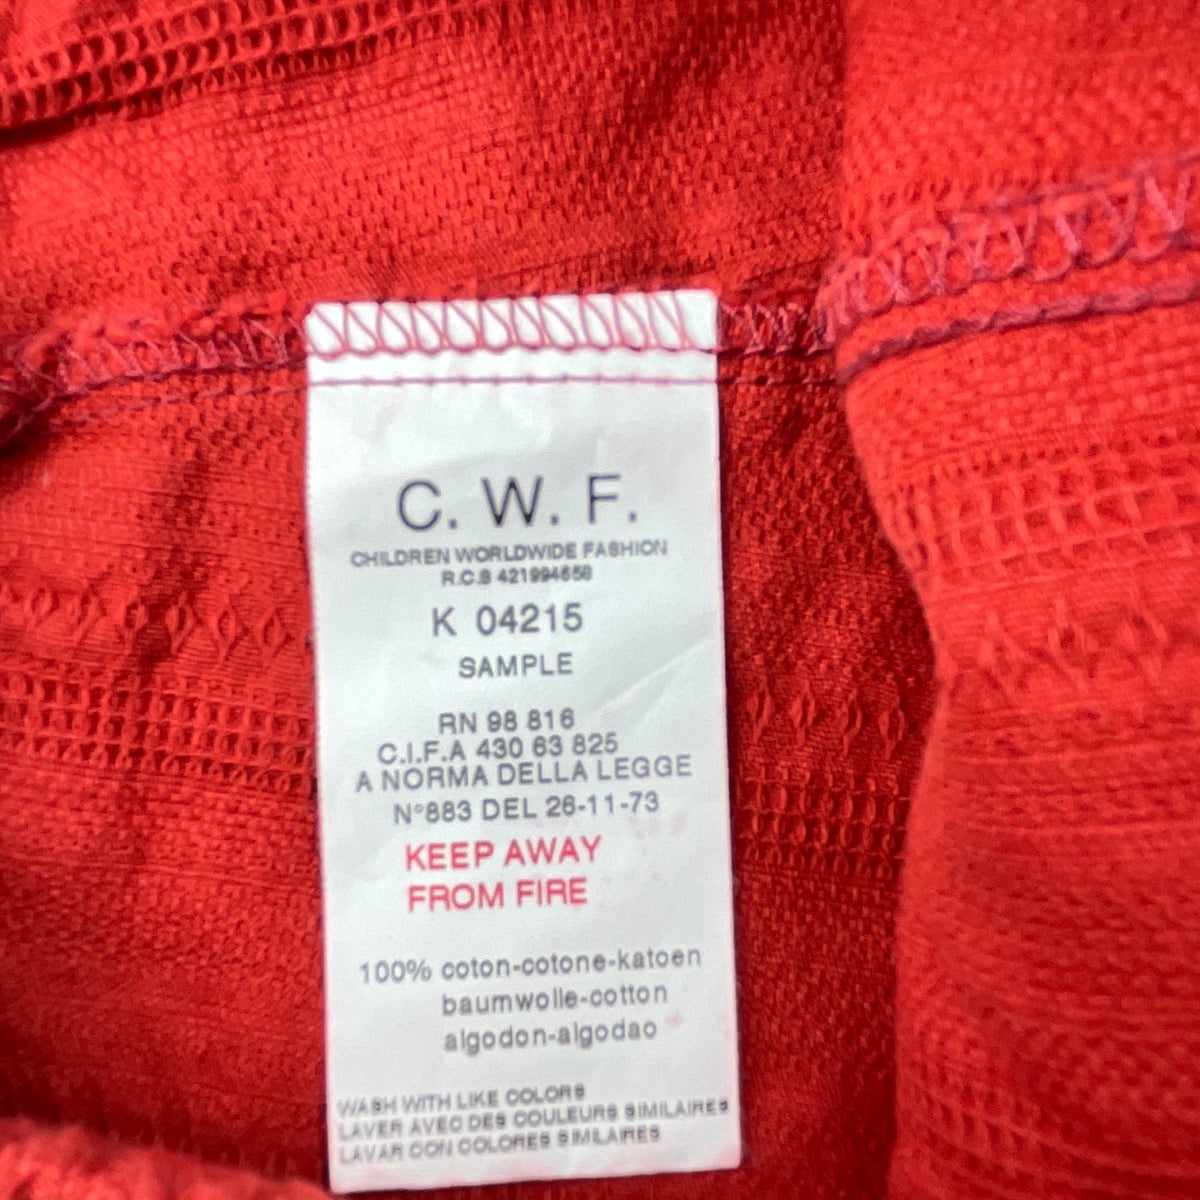 C. W. F.
CHILDREN WORLDWIDE FASHION
R.C.B 421994658
K 04215
SAMPLE
RN 98 816
C.I.F.A 430 63 825
A NORMA DELLA LEGGE
N°883 DEL 26-11-73
KEEP AWAY
FROM FIRE
100% coton-cotone-katoen
baumwolle-cotton
algodon-algodao
WASH WITH LIKE COLORS
LAVER AVEC DES COULEURS SIMILAIRES
LAVAR CON COLORES SIMILARES